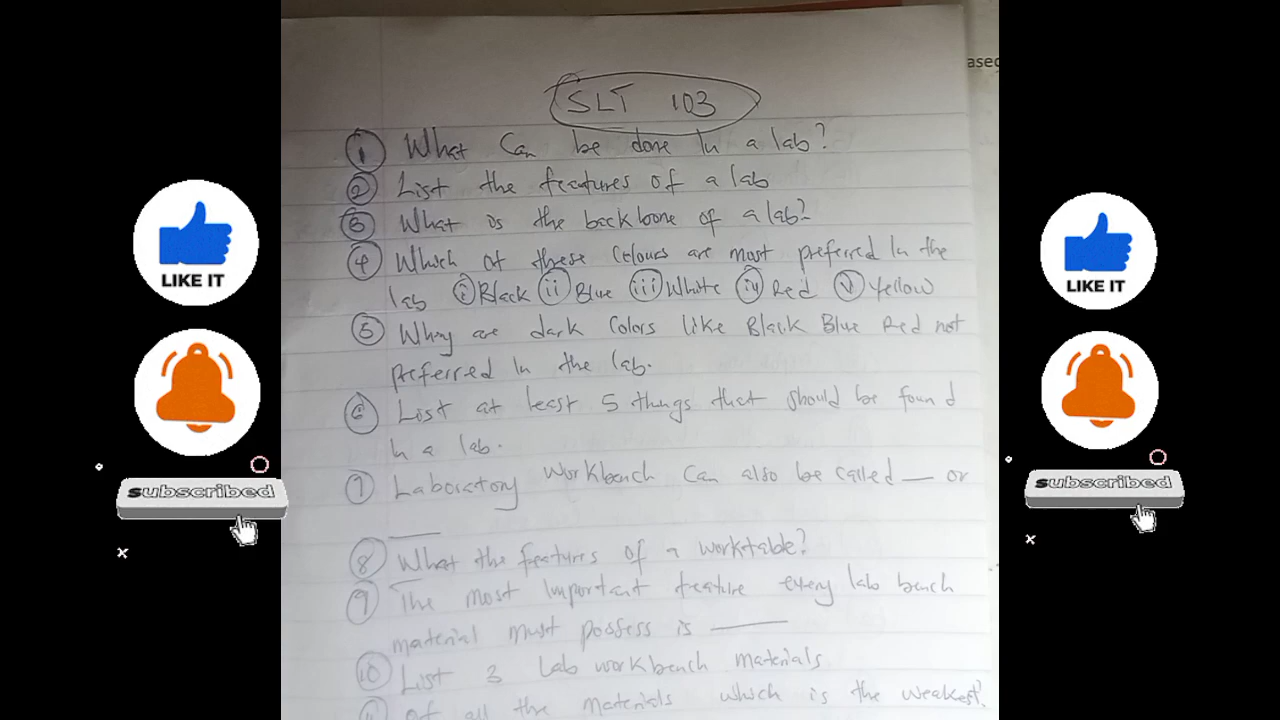 SLT 103
① What Can be done In a lab?
② List the features of a lab
③ What is the backbone of a lab?
④ Which of these Colours are most preferred In the
lab ⓘ Black ⓘⓘ Blue ⓘⓘⓘ White ⓘⓥ Red ⓥ Yellow
⑤ Why are dark Colors like Black Blue Red not
preferred In the lab.
⑥ List at least 5 things that should be found
In a lab.
⑦ Laboratory workbench Can also be called — or
—
⑧ What the features of a worktable?
⑨ The most Important feature every lab bench
material must possess is —
⑩ List 3 Lab workbench materials
⑪ Of all the materials which is the weakest?
asec
LIKE IT
subscribed
LIKE IT
subscribed